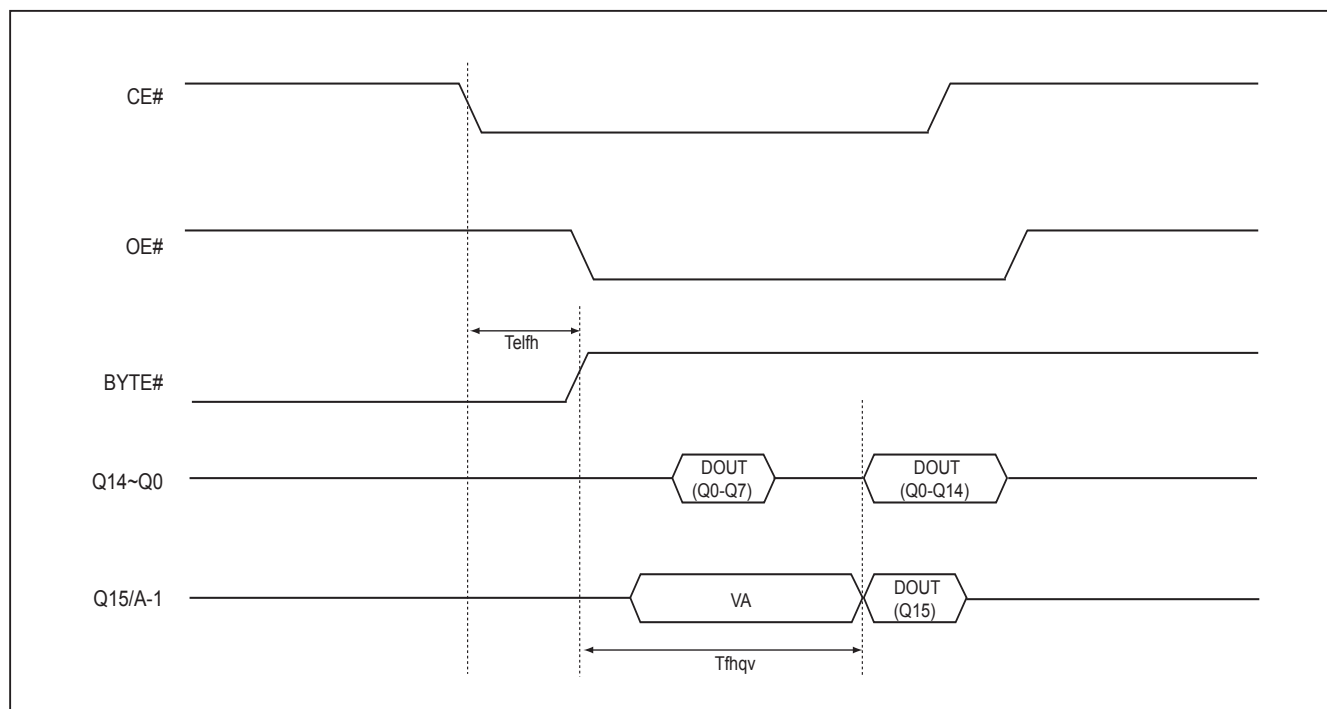 CE#
OE#
Telfh
BYTE#
Q14~Q0
DOUT
(Q0-Q7)
DOUT
(Q0-Q14)
Q15/A-1
VA
DOUT
(Q15)
Tfhqv